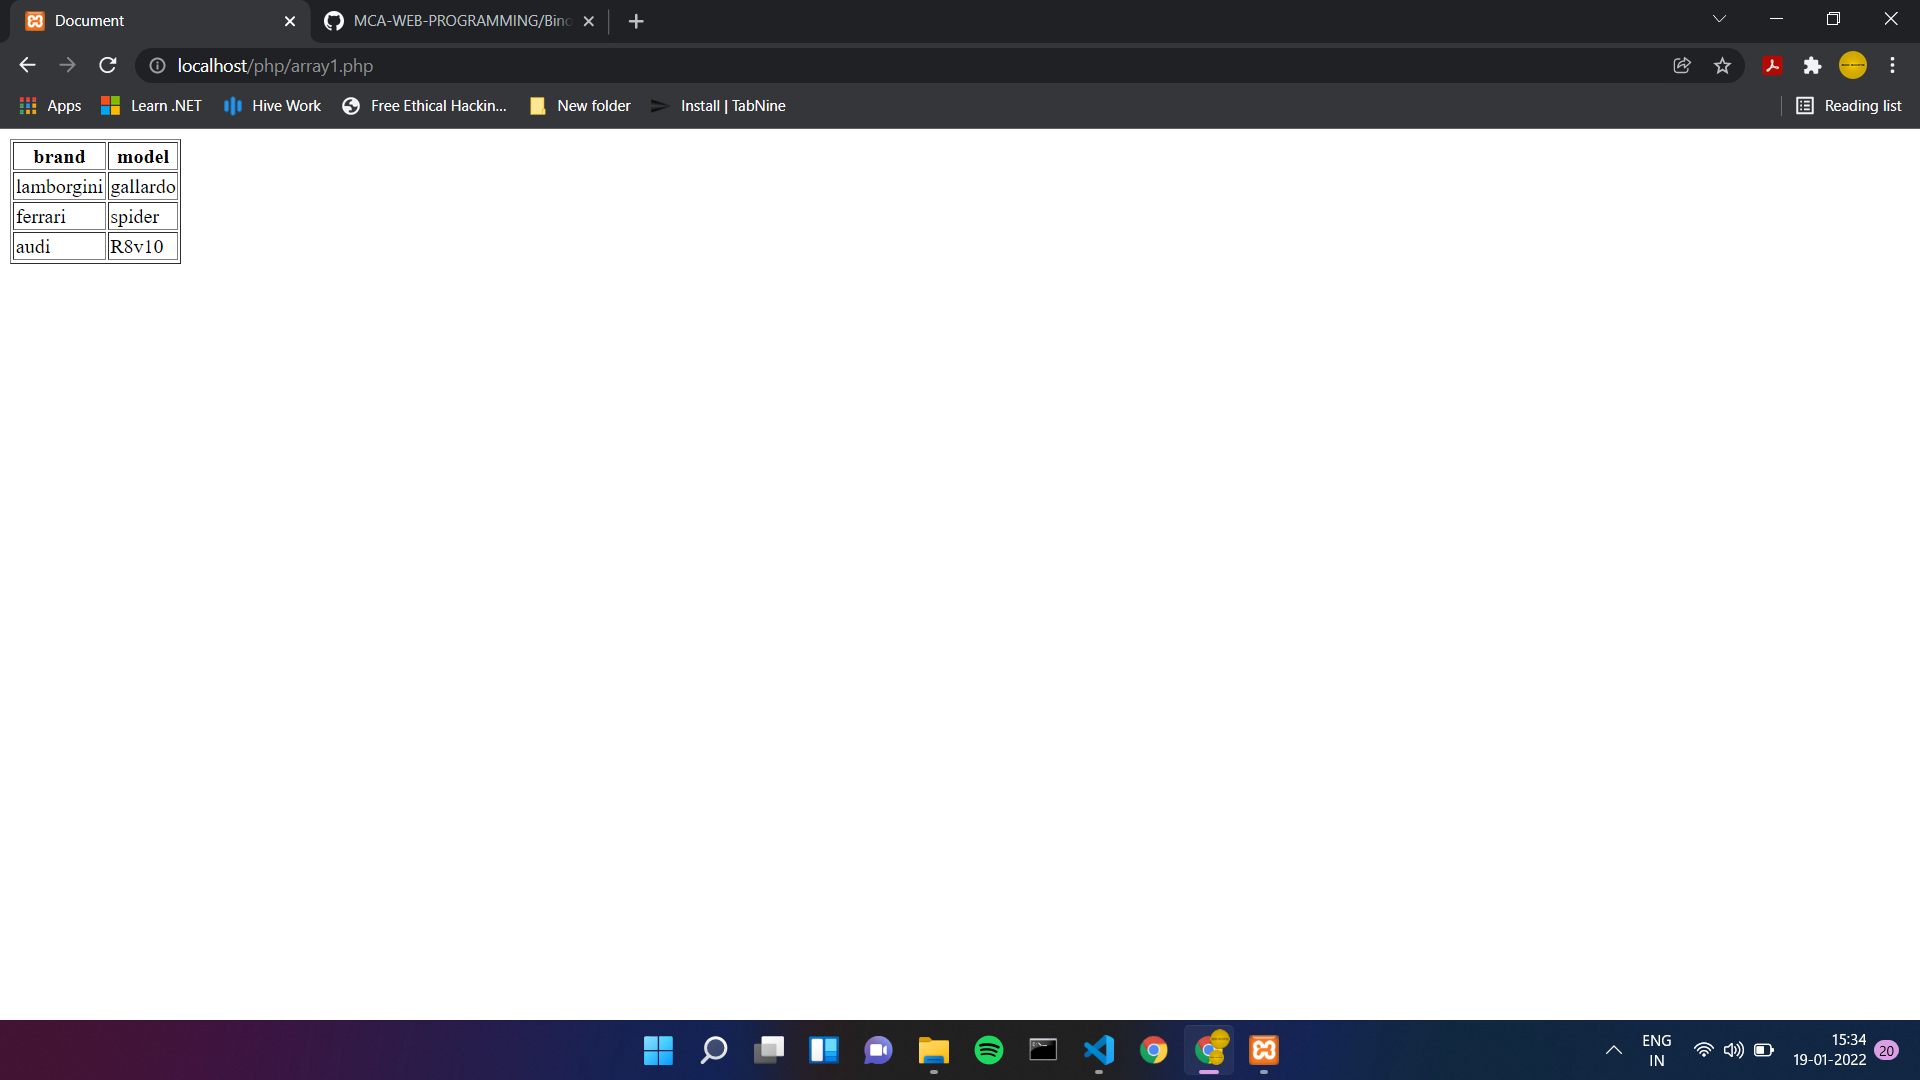 Document
MCA-WEB-PROGRAMMING/Bino
localhost/php/array1.php
Apps
Learn .NET
Hive Work
Free Ethical Hackin...
New folder
Install | TabNine
Reading list
brand model
lamborgini gallardo
ferrari spider
audi R8v10
ENG
IN
15:34
19-01-2022
20